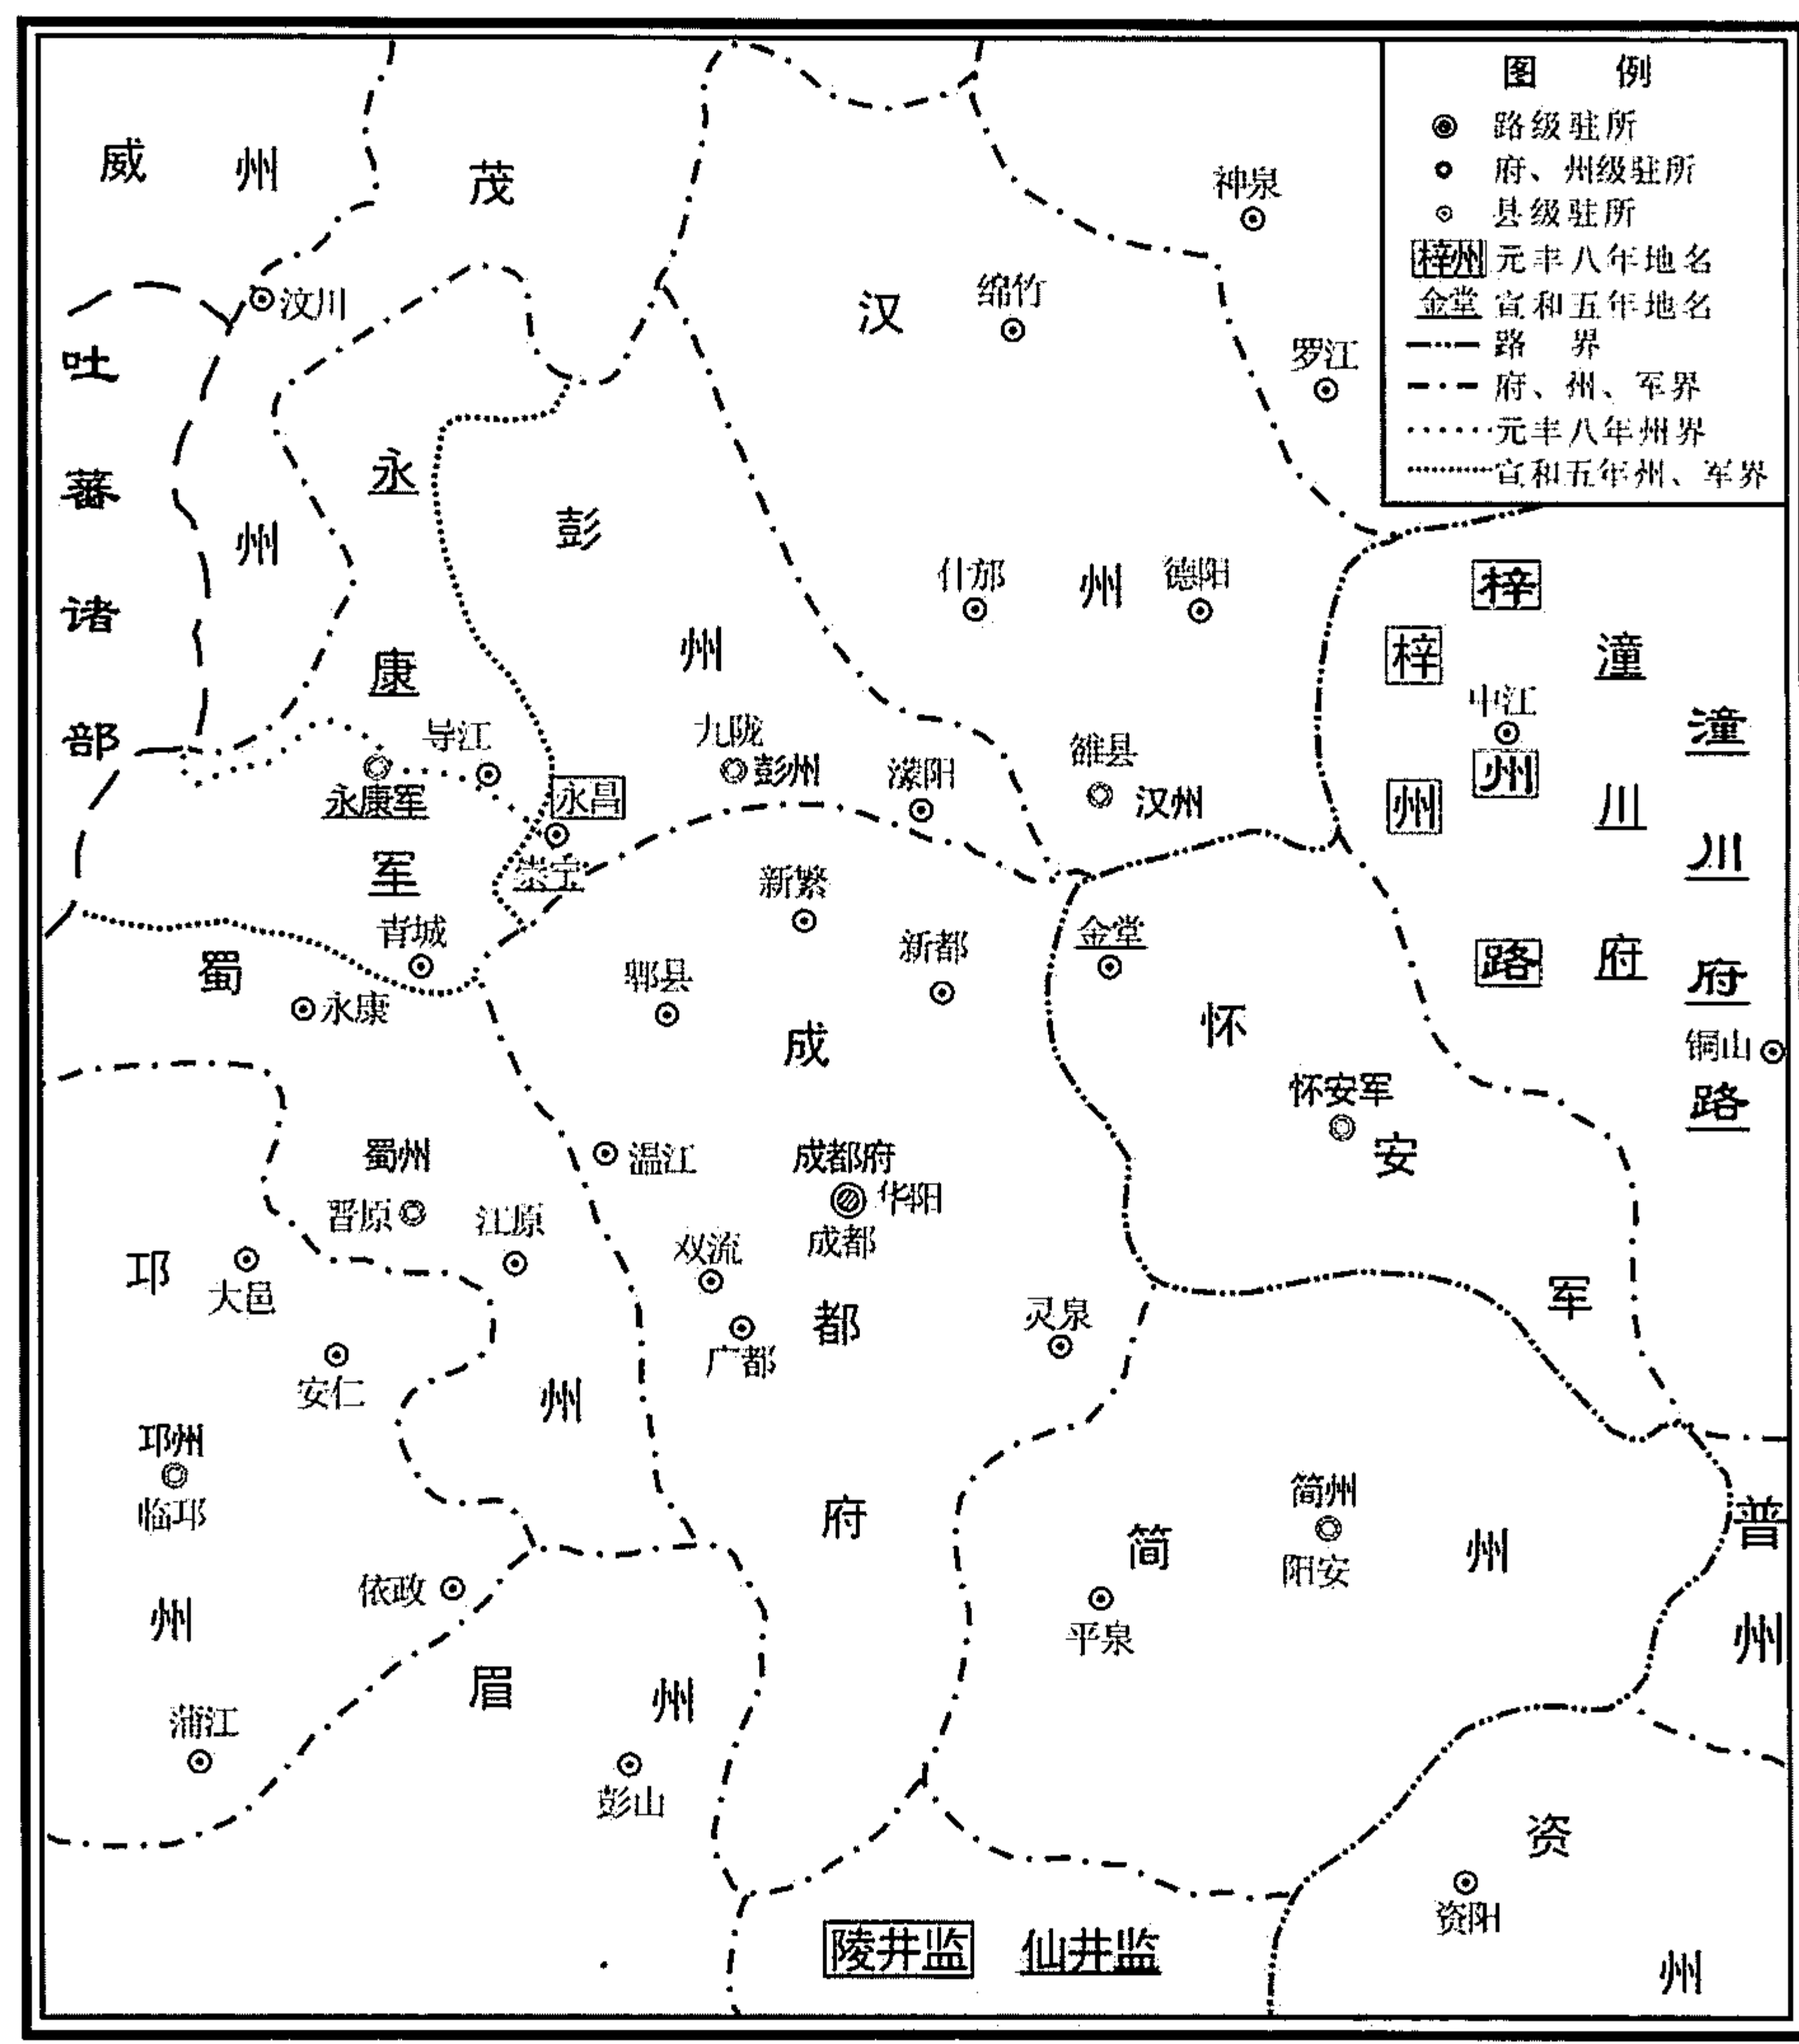 图 例
路级驻所
府、州级驻所
县级驻所
梓州 元丰八年地名
金堂 宣和五年地名
路 界
府、州、军界
元丰八年州界
宣和五年州、军界
威州
茂州
汶川
吐蕃诸部
神泉
绵竹
罗江
汉州
什邡
德阳
雒县
汉州
永康军
导江
永康军
青城
永昌
崇宁
彭州
九陇
彭州
濛阳
梓州路
梓州
中江
潼川府
潼川府路
铜山
新繁
新都
郫县
金堂
怀安军
怀安军
蜀州
永康
蜀州
晋原
江原
成都府
温江
成都府
华阳
成都
双流
广都
灵泉
邛州
大邑
安仁
邛州
临邛
依政
蒲江
眉州
彭山
简州
简州
阳安
平泉
普州
资州
资阳
陵井监
仙井监